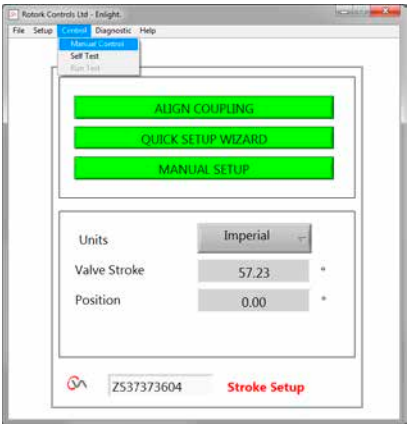 Rotork Controls Ltd - Enlight.
File Setup Control Diagnostic Help
Manual Control
Self Test
Run Test
ALIGN COUPLING
QUICK SETUP WIZARD
MANUAL SETUP
Units Imperial
Valve Stroke 57.23 °
Position 0.00 °
Z537373604 Stroke Setup